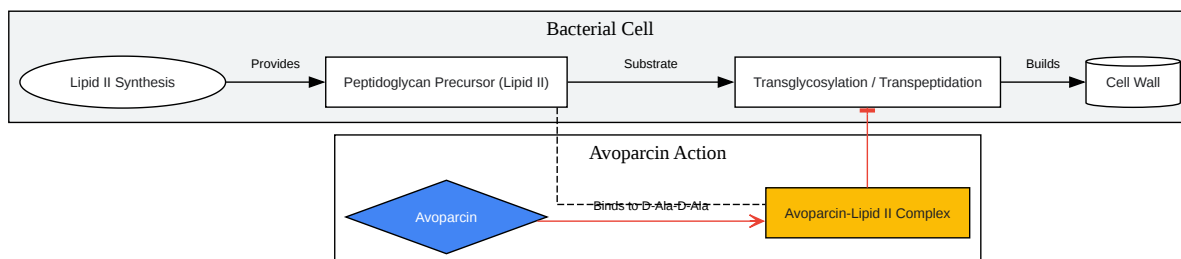 Bacterial Cell
Lipid II Synthesis
Provides
Peptidoglycan Precursor (Lipid II)
Substrate
Transglycosylation / Transpeptidation
Builds
Cell Wall
Avoparcin Action
Avoparcin
Binds to D-Ala-D-Ala
Avoparcin-Lipid II Complex